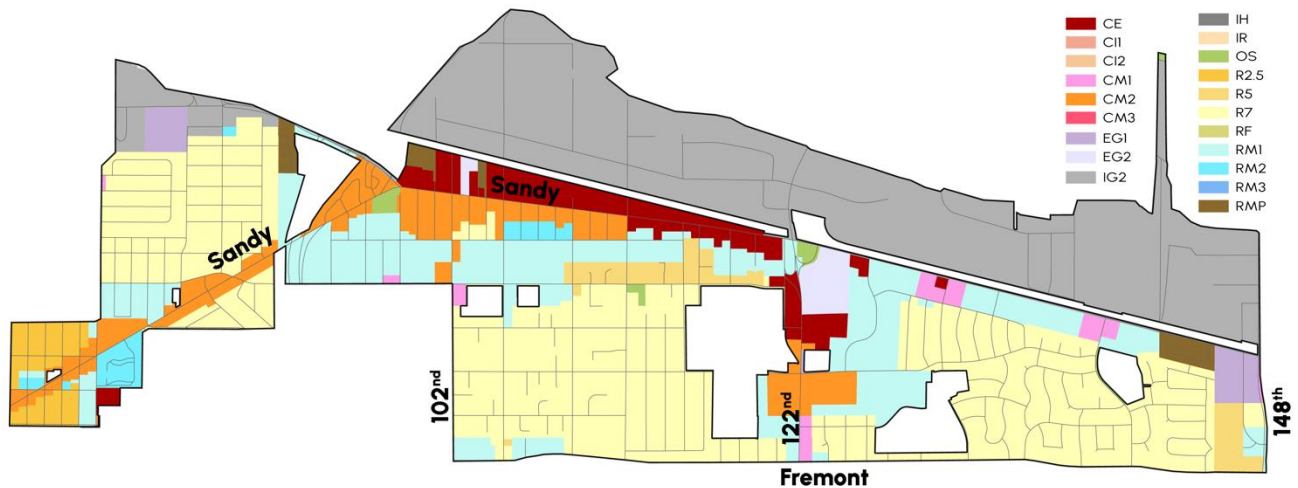 CE
CI1
CI2
CM1
CM2
CM3
EG1
EG2
IG2
IH
IR
OS
R2.5
R5
R7
RF
RM1
RM2
RM3
RMP
Sandy
Sandy
102nd
122nd
148th
Fremont